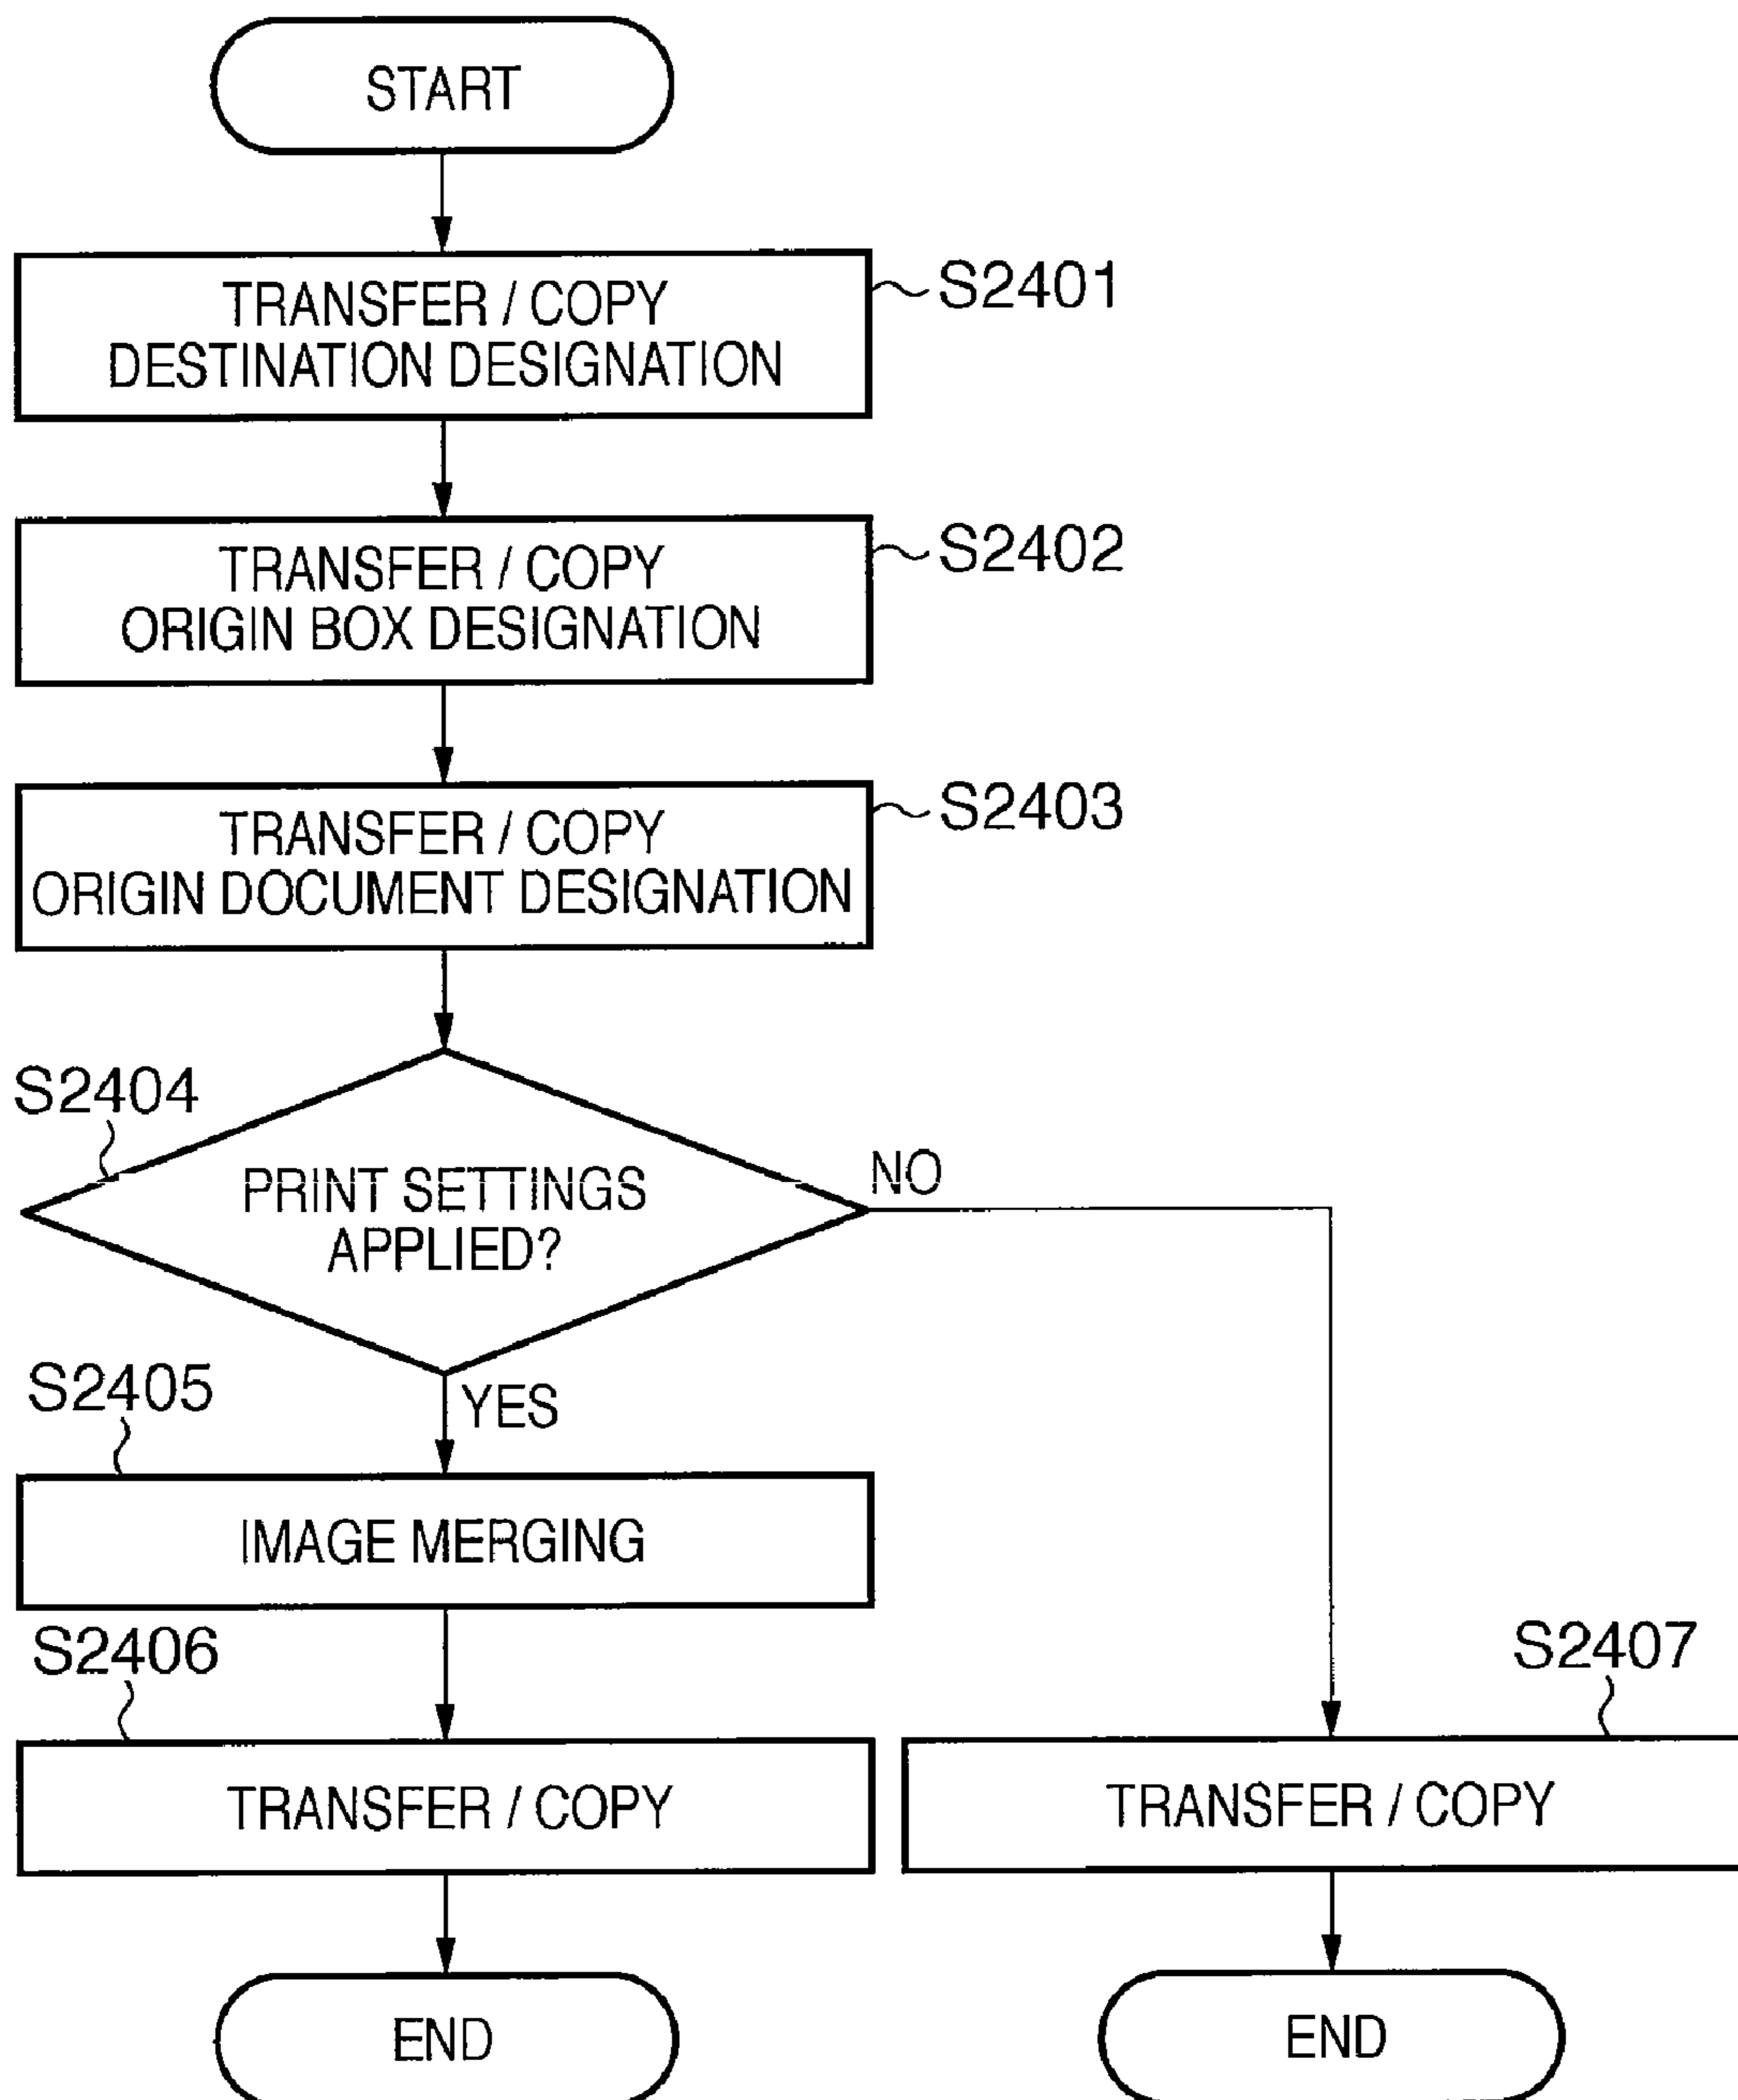 START
TRANSFER / COPY
DESTINATION DESIGNATION
S2401
TRANSFER / COPY
ORIGIN BOX DESIGNATION
S2402
TRANSFER / COPY
ORIGIN DOCUMENT DESIGNATION
S2403
S2404
PRINT SETTINGS
APPLIED?
NO
YES
S2405
IMAGE MERGING
S2406
TRANSFER / COPY
S2407
TRANSFER / COPY
END
END